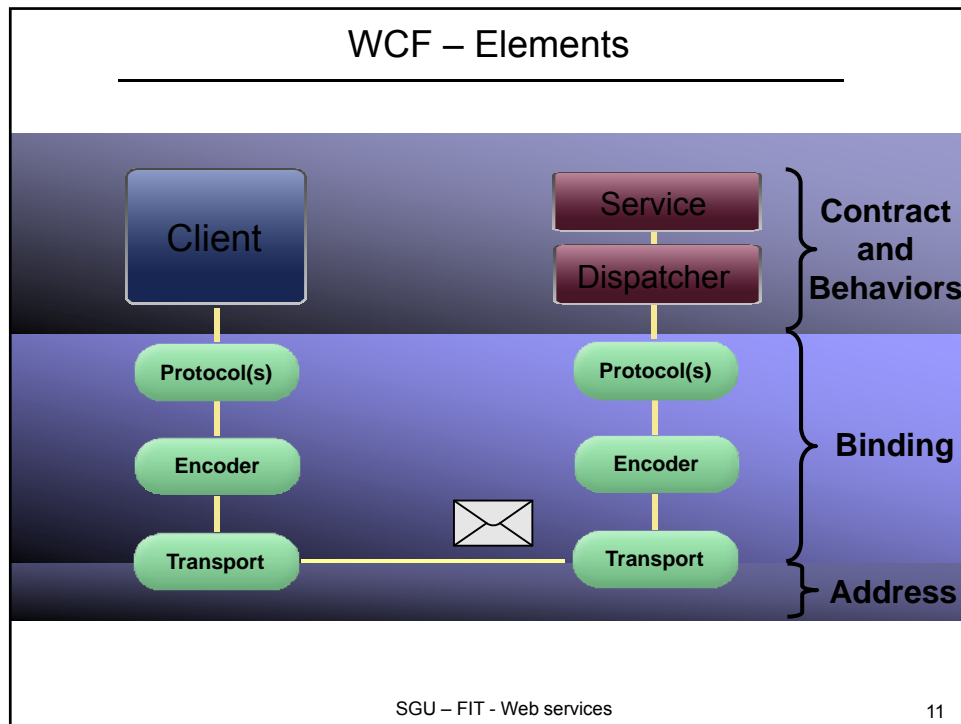 WCF – Elements
Client
Service
Dispatcher
Contract
and
Behaviors
Protocol(s)
Protocol(s)
Encoder
Encoder
Binding
Transport
Transport
Address
SGU – FIT - Web services
11